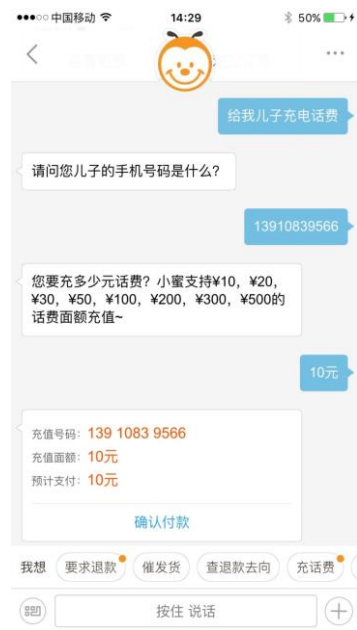 中国移动 14:29 50%
给我儿子充电话费
请问您儿子的手机号码是什么?
13910839566
您要充多少元话费?小蜜支持¥10,¥20,
¥30,¥50,¥100,¥200,¥300,¥500的
话费面额充值~
10元
充值号码: 139 1083 9566
充值面额: 10元
预计支付: 10元
确认付款
我想 要求退款 催发货 查退款去向 充话费
按住 说话